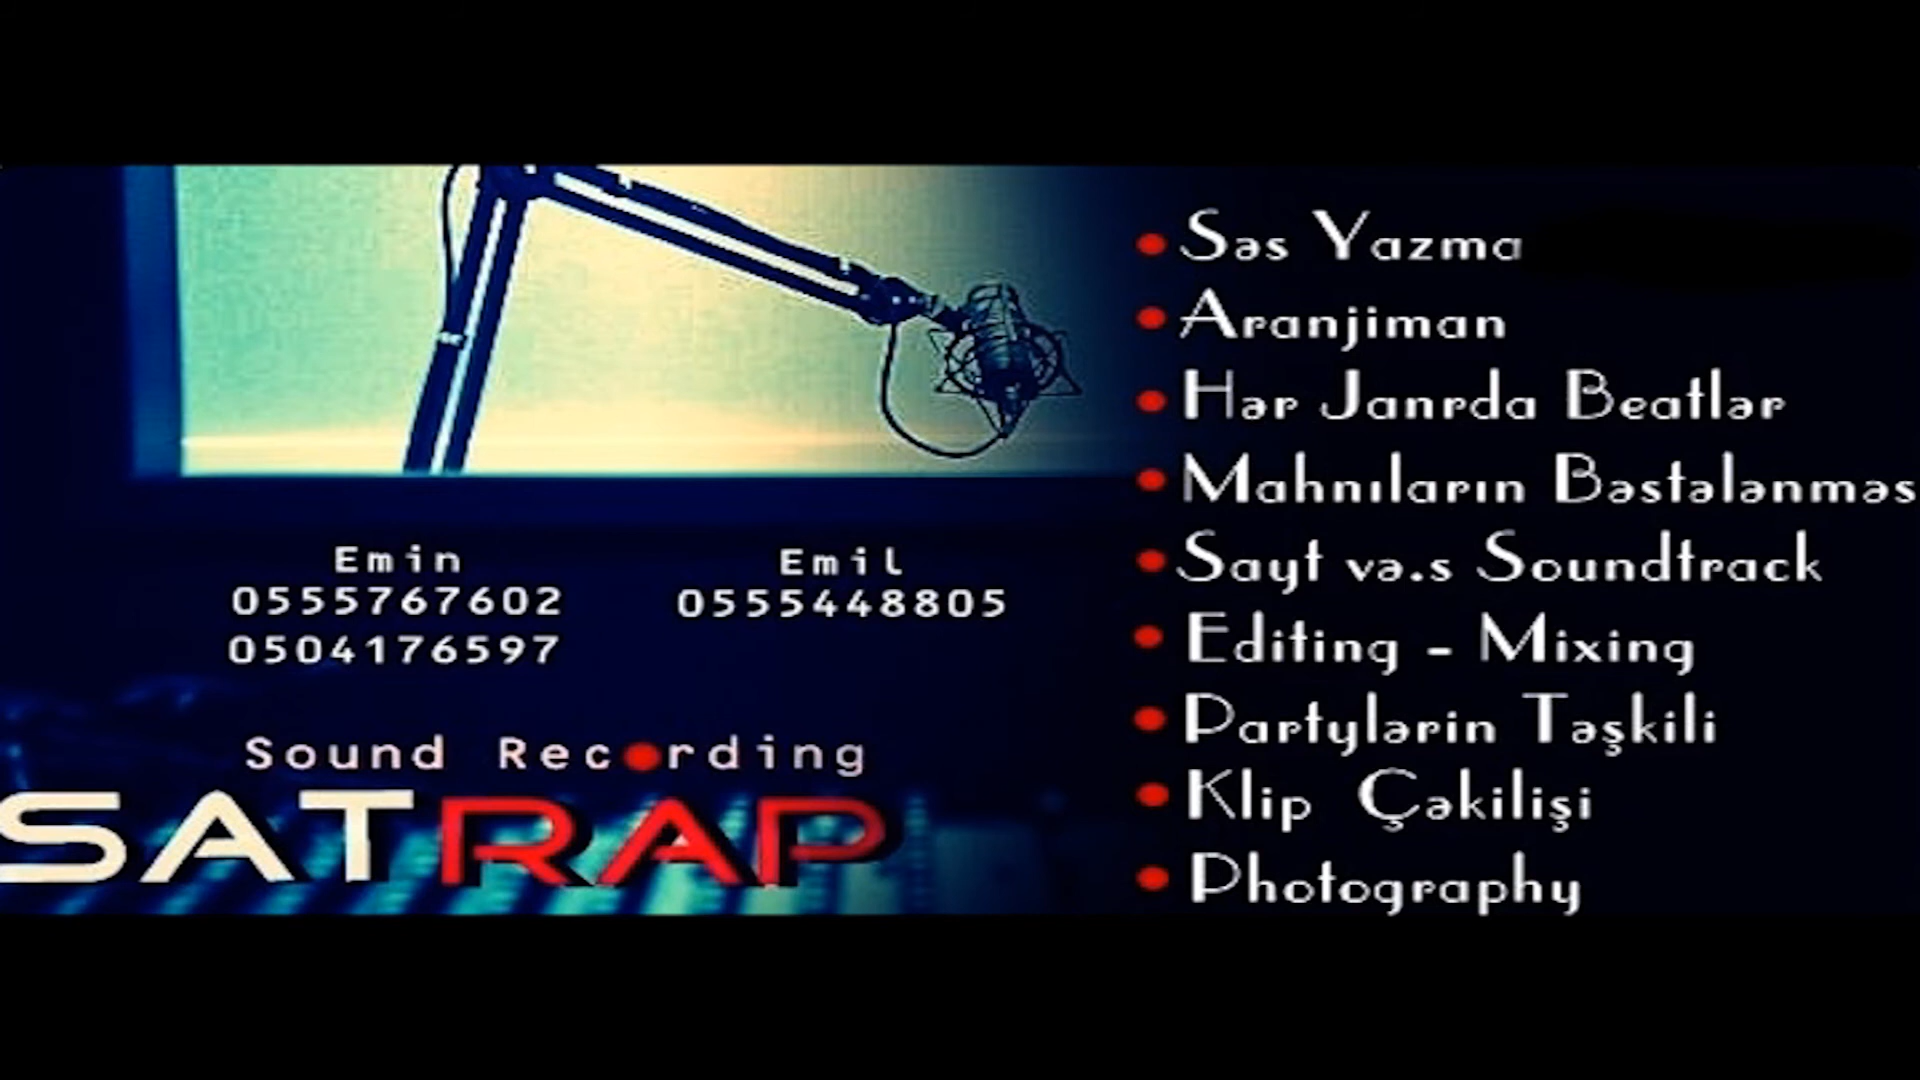 Səs Yazma
Aranjiman
Hər Janrda Beatlər
Mahnıların Bəstələnməs
Sayt və.s Soundtrack
Editing - Mixing
Partylərin Təşkili
Klip Çəkilişi
Photography
Emin
0555767602
0504176597
Emil
0555448805
Sound Recording
SATRAP